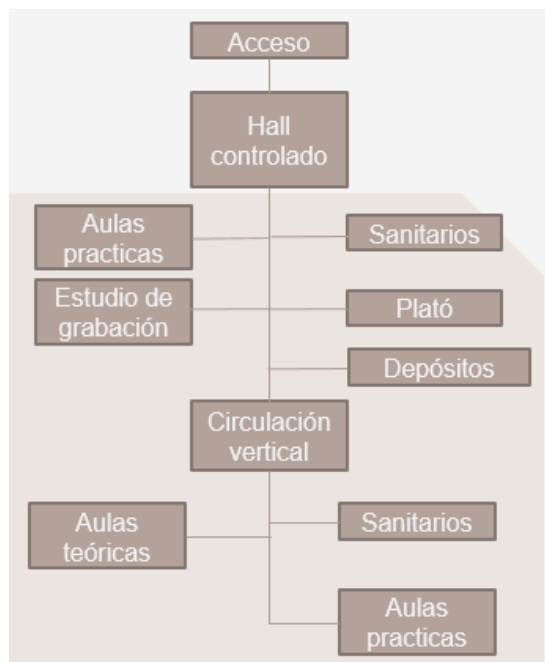 Acceso
Hall
controlado
Aulas
practicas
Sanitarios
Estudio de
grabación
Plató
Depósitos
Circulación
vertical
Aulas
teóricas
Sanitarios
Aulas
practicas